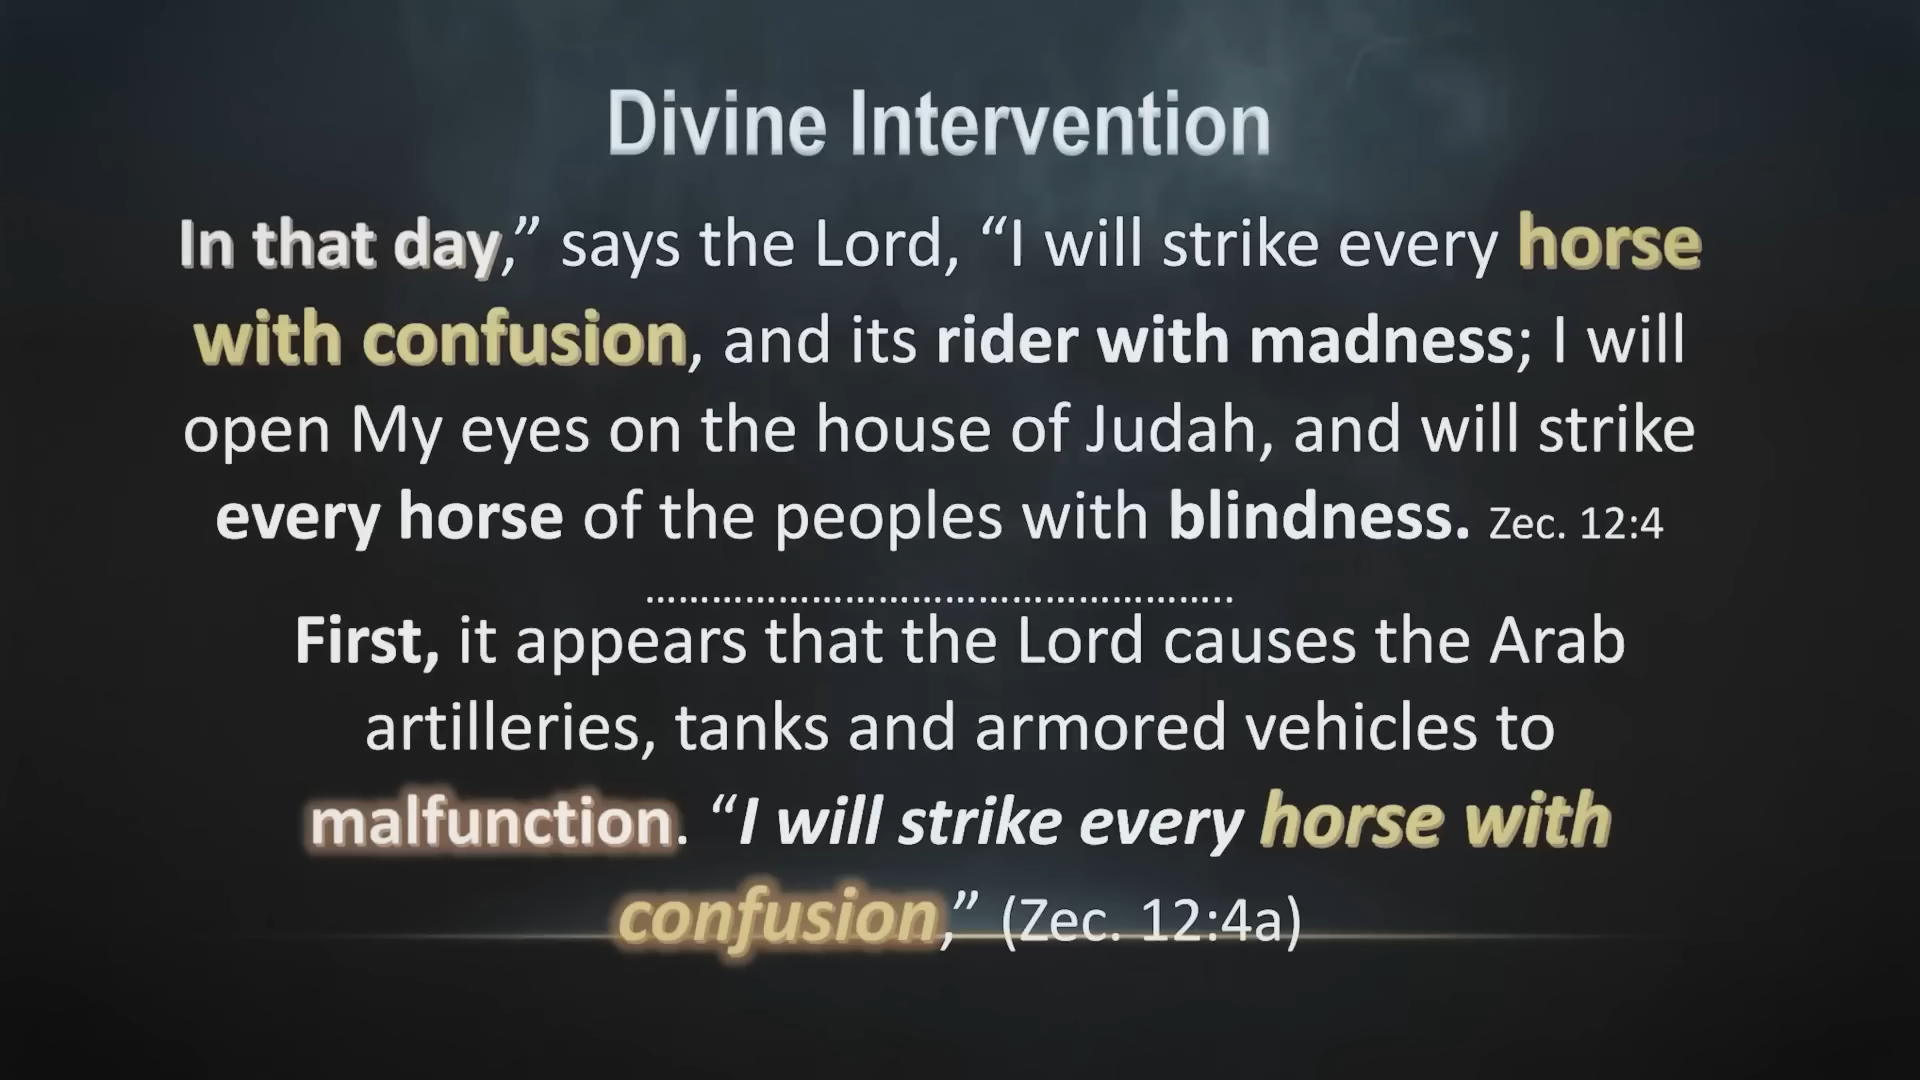 Divine Intervention
In that day,” says the Lord, “I will strike every horse
with confusion, and its rider with madness; I will
open My eyes on the house of Judah, and will strike
every horse of the peoples with blindness. Zec. 12:4
…………………………………………..
First, it appears that the Lord causes the Arab
artilleries, tanks and armored vehicles to
malfunction. “I will strike every horse with
confusion,” (Zec. 12:4a)